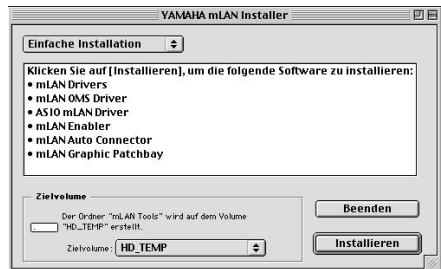 YAMAHA mLAN Installer
Einfache Installation
Klicken Sie auf [Installieren], um die folgende Software zu installieren:
• mLAN Drivers
• mLAN OMS Driver
• ASIO mLAN Driver
• mLAN Enabler
• mLAN Auto Connector
• mLAN Graphic Patchbay
Zielvolume
Der Ordner "mLAN Tools" wird auf dem Volume
"HD_TEMP" erstellt.
Zielvolume: HD_TEMP
Beenden
Installieren